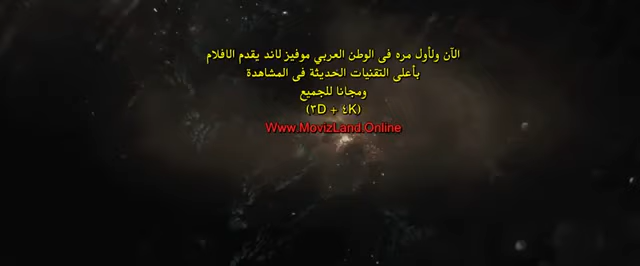 الآن ولأول مره فى الوطن العربي موفيز لاند يقدم الافلام
بأعلى التقنيات الحديثة فى المشاهدة
ومجانا للجميع
(٣D + ٤K)
Www.MovizLand.Online